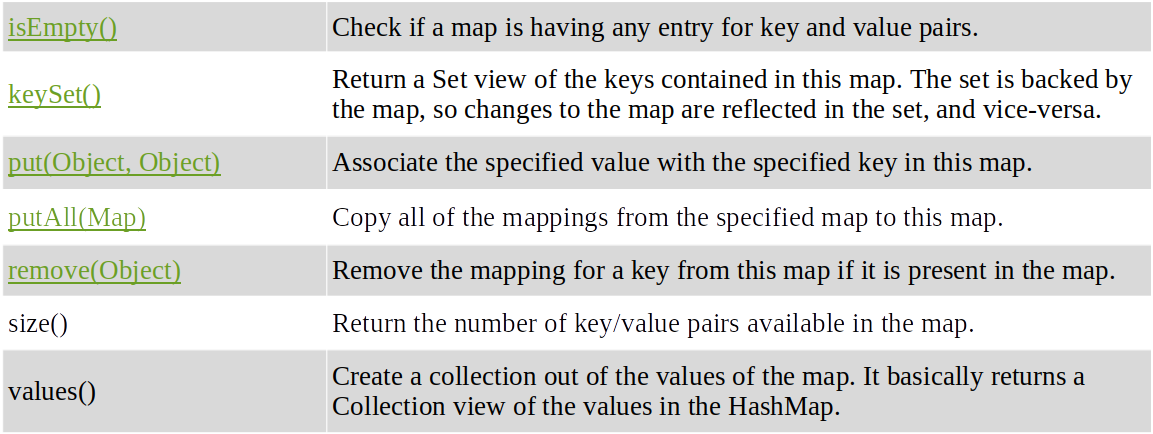 isEmpty() Check if a map is having any entry for key and value pairs.
keySet() Return a Set view of the keys contained in this map. The set is backed by
the map, so changes to the map are reflected in the set, and vice-versa.
put(Object, Object) Associate the specified value with the specified key in this map.
putAll(Map) Copy all of the mappings from the specified map to this map.
remove(Object) Remove the mapping for a key from this map if it is present in the map.
size() Return the number of key/value pairs available in the map.
values() Create a collection out of the values of the map. It basically returns a
Collection view of the values in the HashMap.